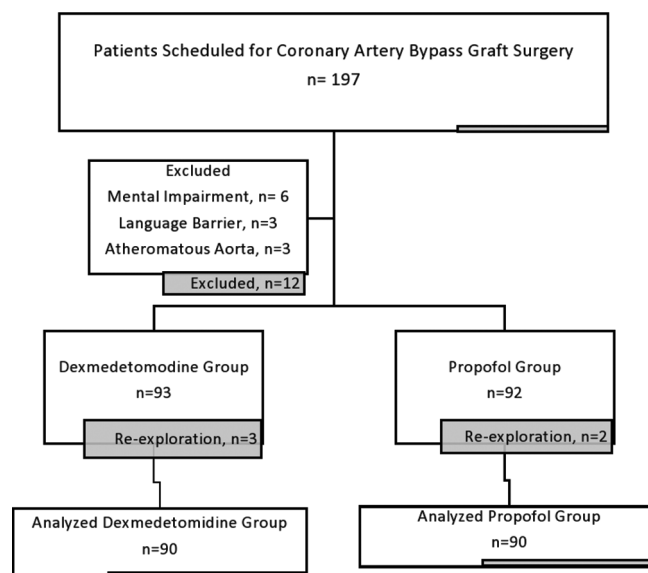 Patients Scheduled for Coronary Artery Bypass Graft Surgery
n= 197
Excluded
Mental Impairment, n= 6
Language Barrier, n=3
Atheromatous Aorta, n=3
Excluded, n=12
Dexmedetomodine Group
n=93
Re-exploration, n=3
Propofol Group
n=92
Re-exploration, n=2
Analyzed Dexmedetomidine Group
n=90
Analyzed Propofol Group
n=90